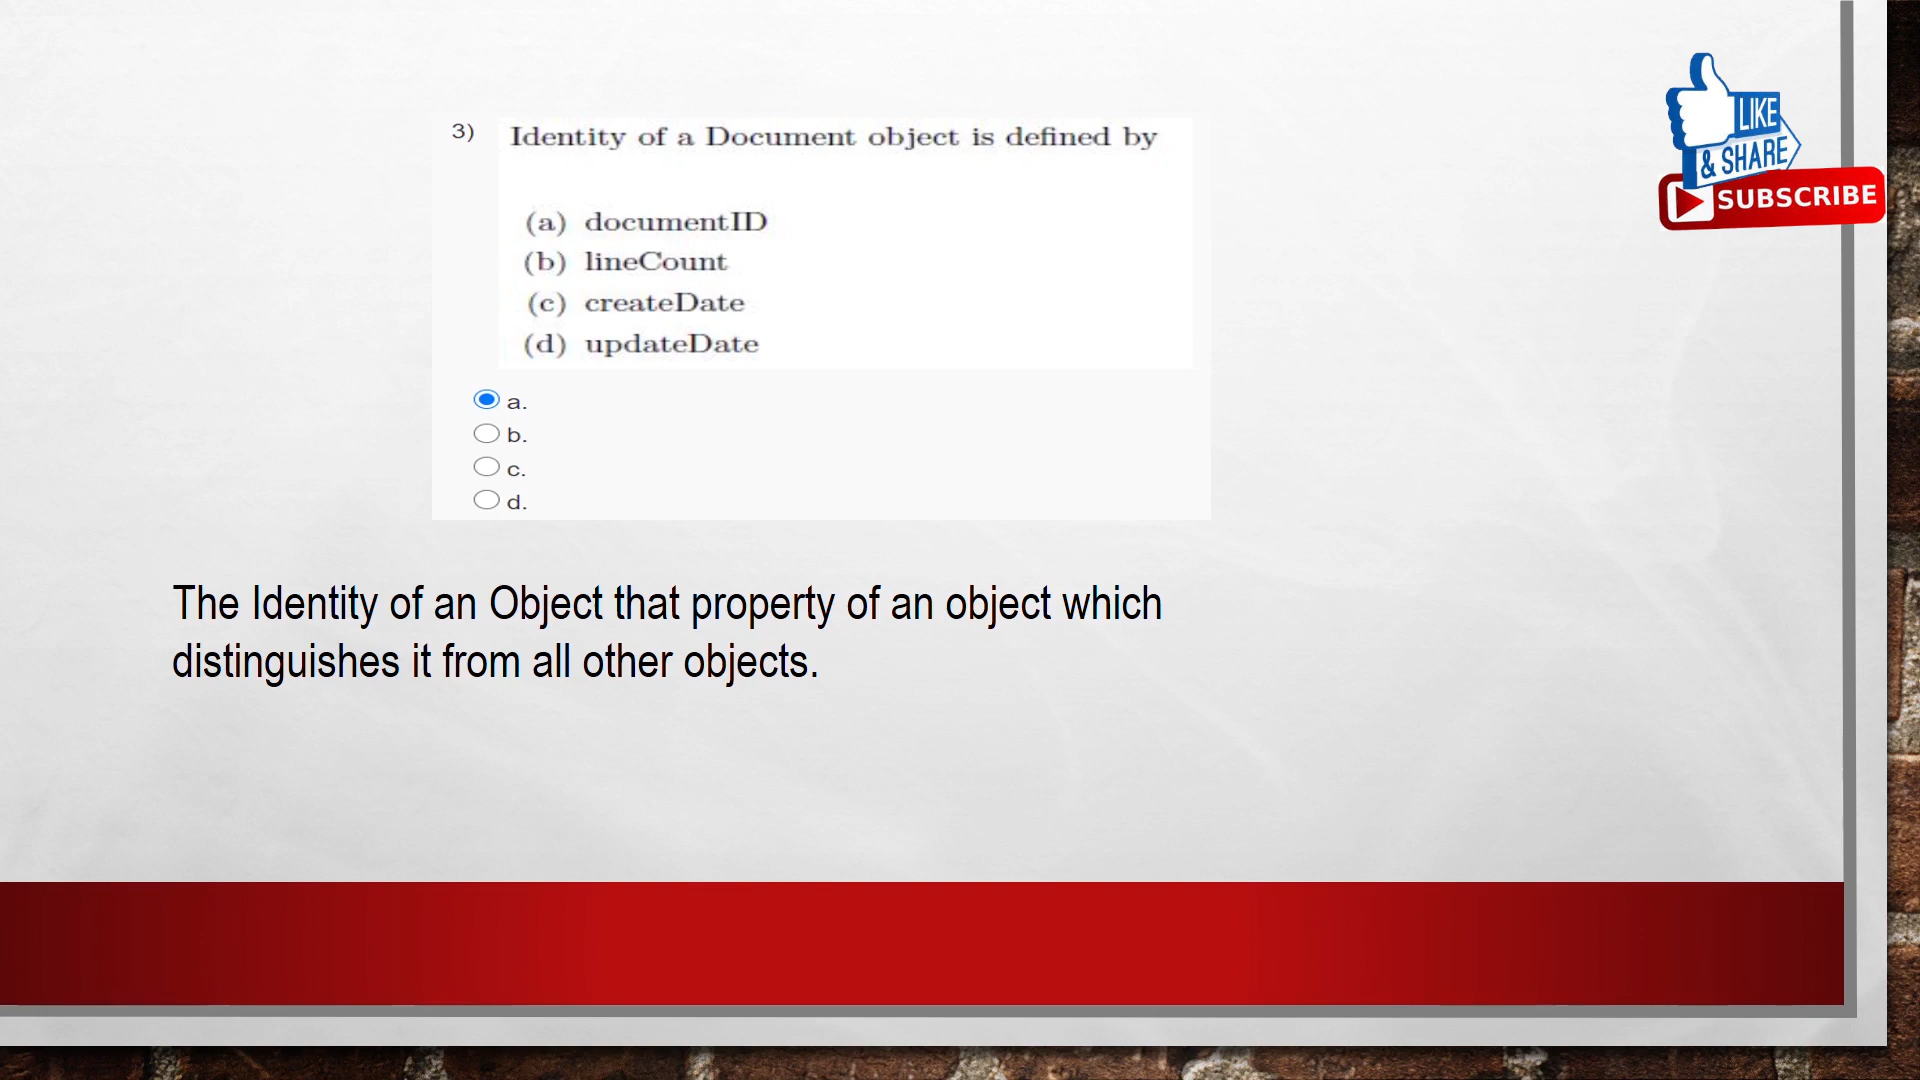 LIKE
& SHARE
SUBSCRIBE
3) Identity of a Document object is defined by
(a) documentID
(b) lineCount
(c) createDate
(d) updateDate
a.
b.
c.
d.
The Identity of an Object that property of an object which
distinguishes it from all other objects.